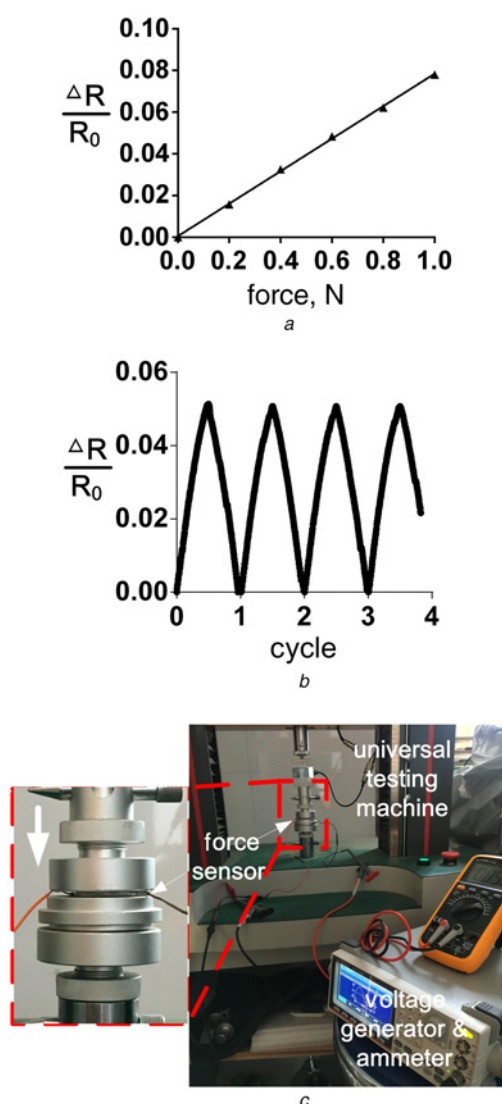 0.10
0.08
0.06
0.04
0.02
0.00
△R
R₀
0.0 0.2 0.4 0.6 0.8 1.0
force, N
a
0.06
0.04
0.02
0.00
△R
R₀
0 1 2 3 4
cycle
b
universal
testing
machine
force
sensor
voltage
generator &
ammeter
c